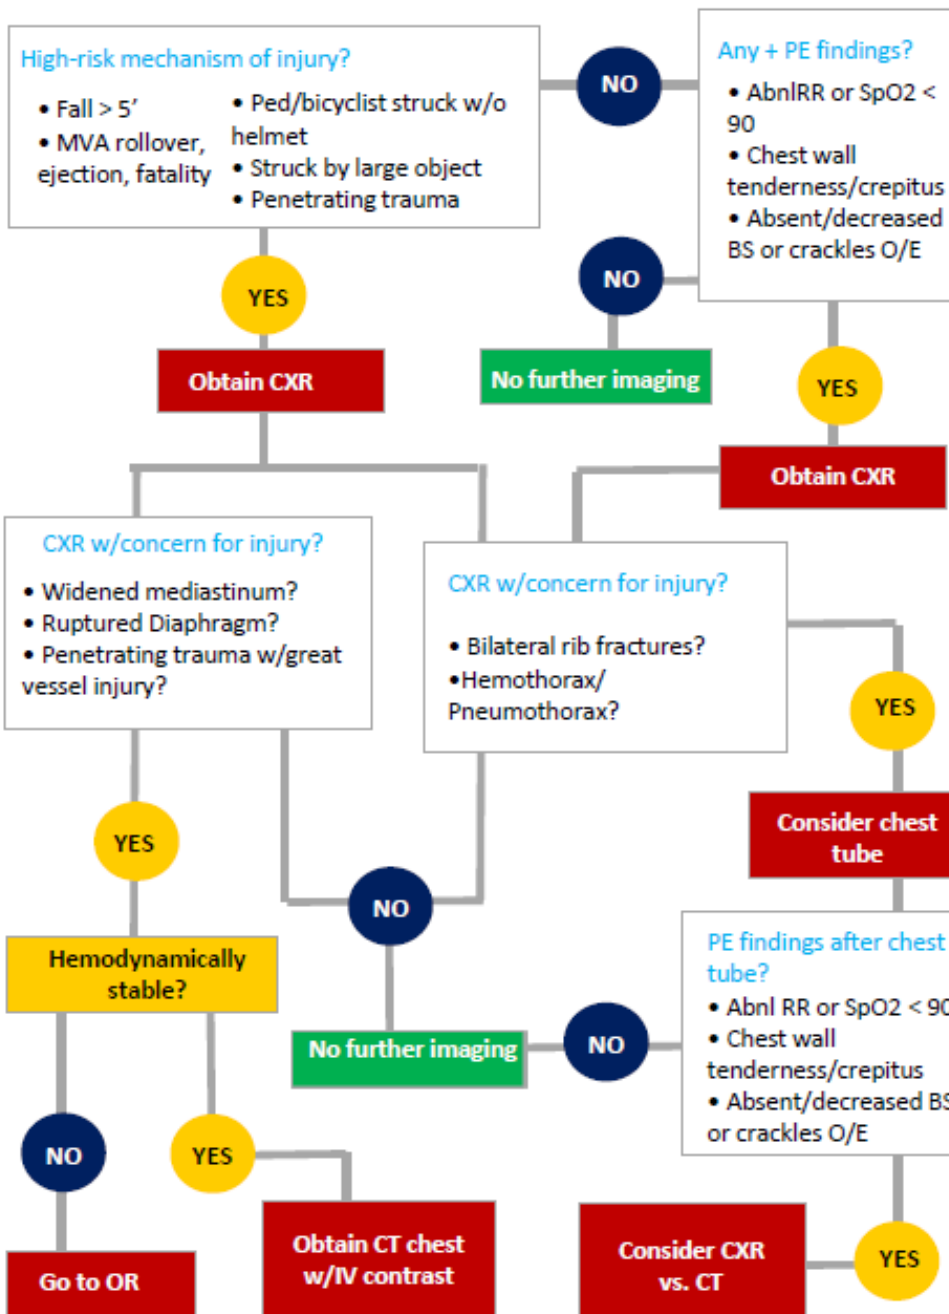 High-risk mechanism of injury?
• Fall > 5'
• MVA rollover,
ejection, fatality
• Ped/bicyclist struck w/o
helmet
• Struck by large object
• Penetrating trauma
NO
Any + PE findings?
• AbnlRR or SpO2 <
90
• Chest wall
tenderness/crepitus
• Absent/decreased
BS or crackles O/E
YES
NO
Obtain CXR
No further imaging
YES
Obtain CXR
CXR w/concern for injury?
• Widened mediastinum?
• Ruptured Diaphragm?
• Penetrating trauma w/great
vessel injury?
CXR w/concern for injury?
• Bilateral rib fractures?
•Hemothorax/
Pneumothorax?
YES
YES
NO
Consider chest
tube
Hemodynamically
stable?
No further imaging
NO
PE findings after chest
tube?
• Abnl RR or SpO2 < 90
• Chest wall
tenderness/crepitus
• Absent/decreased BS
or crackles O/E
NO
YES
YES
Go to OR
Obtain CT chest
w/IV contrast
Consider CXR
vs. CT